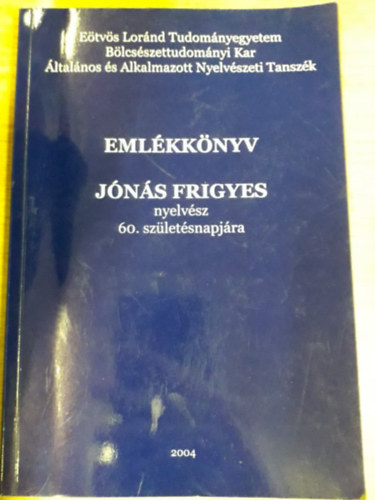 Eötvös Loránd Tudományegyetem
Bölcsészettudományi Kar
Általános és Alkalmazott Nyelvészeti Tanszék
EMLÉKKÖNYV
JÓNÁS FRIGYES
nyelvész
60. születésnapjára
2004